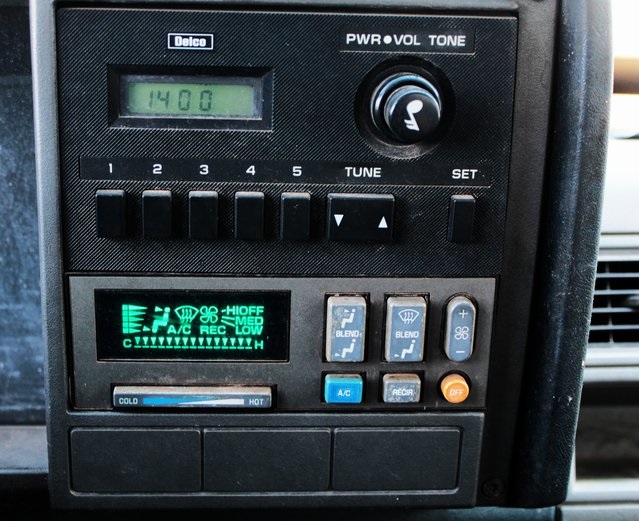 Delco
PWR●VOL TONE
1400
1 2 3 4 5 TUNE SET
HI OFF
MED
A/C REC LOW
C H
BLEND BLEND + −
COLD HOT
A/C RECIR OFF